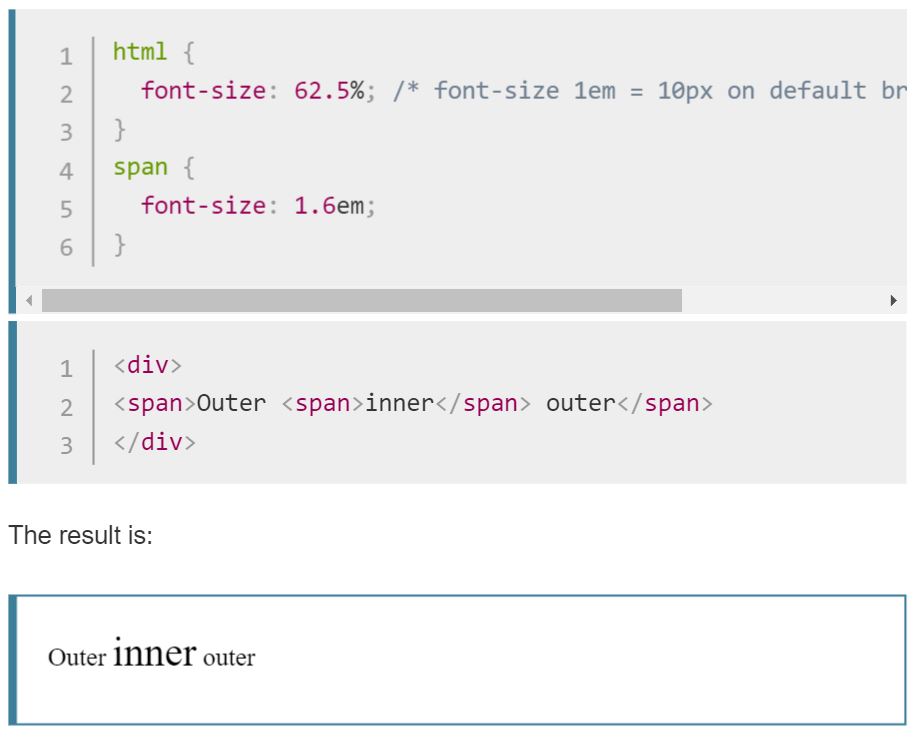 1 html {
2 font-size: 62.5%; /* font-size 1em = 10px on default br
3 }
4 span {
5 font-size: 1.6em;
6 }
1 <div>
2 <span>Outer <span>inner</span> outer</span>
3 </div>
The result is:
Outer inner outer